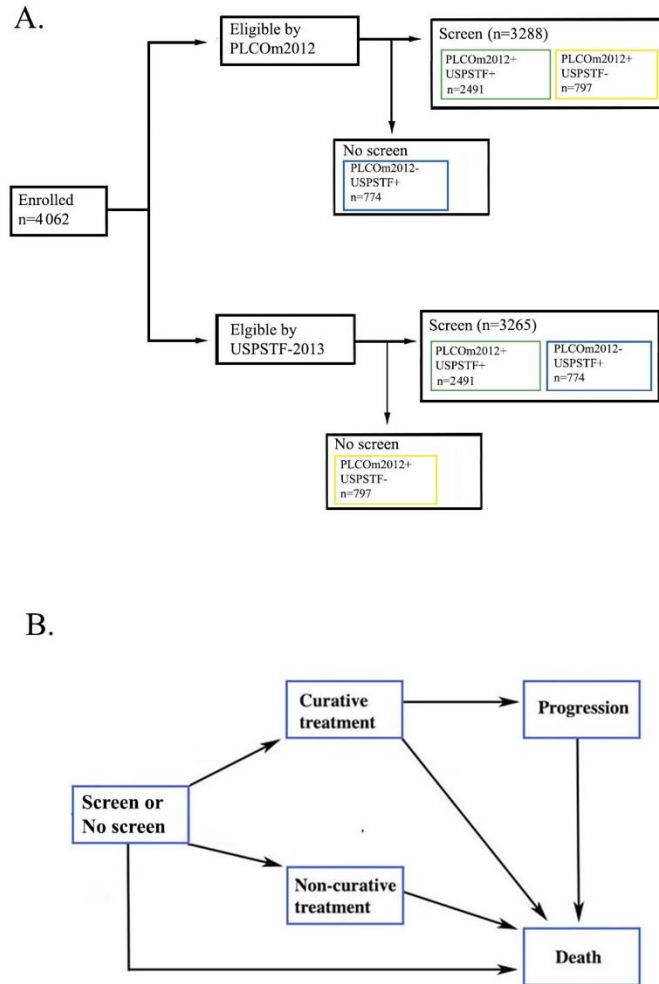 A.
Eligible by
PLCOm2012
Screen (n=3288)
PLCOm2012+
USPSTF+
n=2491
PLCOm2012+
USPSTF-
n=797
No screen
PLCOm2012-
USPSTF+
n=774
Enrolled
n=4062
Elgible by
USPSTF-2013
Screen (n=3265)
PLCOm2012+
USPSTF+
n=2491
PLCOm2012-
USPSTF+
n=774
No screen
PLCOm2012+
USPSTF-
n=797
B.
Curative
treatment
Progression
Screen or
No screen
Non-curative
treatment
Death